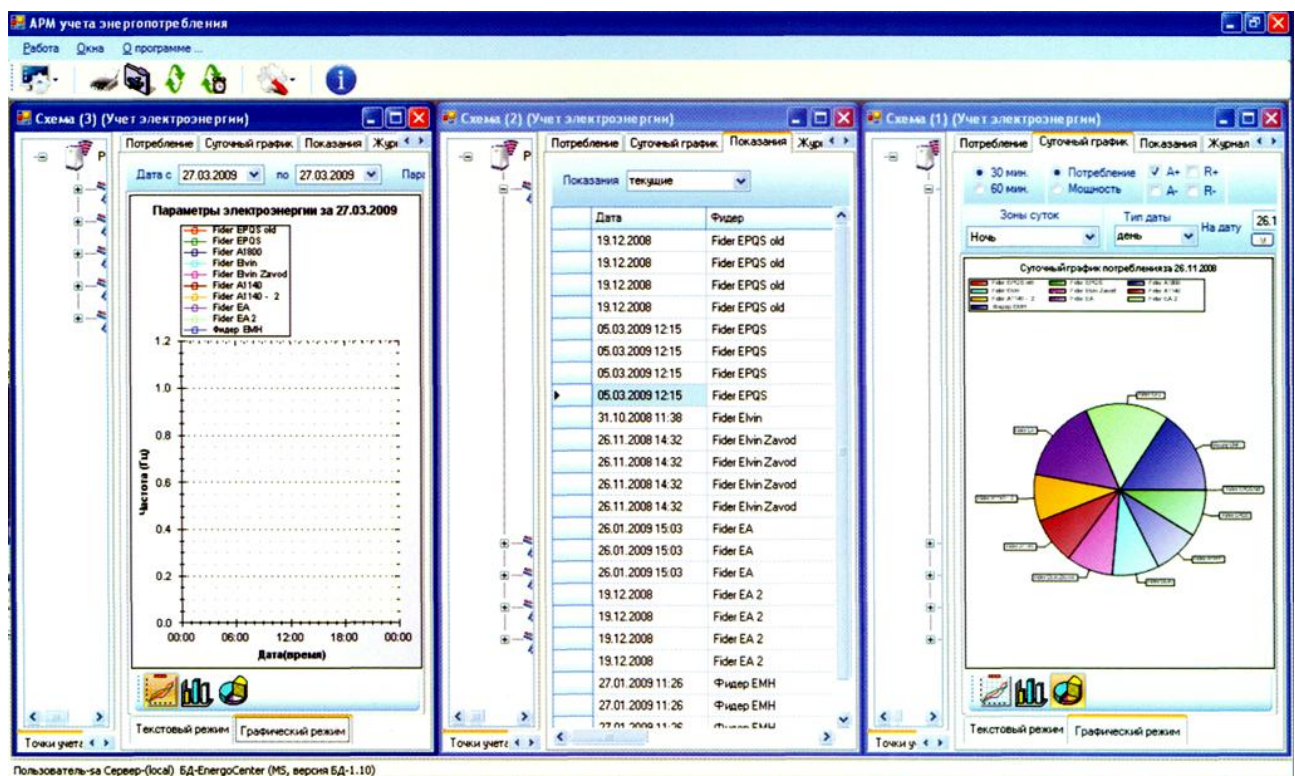 АРМ учета энергопотребления
Работа Окна О программе ...
Схема (3) (Учет электроэнергии)
Потребление Суточный график Показания
Дата с 27.03.2009 по 27.03.2009
Параметры электроэнергии за 27.03.2009
Fider EPQS old
Fider EPQS
Fider A1800
Fider Elvin
Fider Elvin Zavod
Fider A1140
Fider A1140 - 2
Fider EA
Fider EA 2
Фидер ЕМН
1.2
1.0
0.8
0.6
0.4
0.2
0.0
Частота (Гц)
00:00 06:00 12:00 18:00 00:00
Дата(время)
Текстовый режим Графический режим
Точки учета
Схема (2) (Учет электроэнергии)
Потребление Суточный график Показания
Показания текущие
Дата Фидер
19.12.2008 Fider EPQS old
19.12.2008 Fider EPQS old
19.12.2008 Fider EPQS old
19.12.2008 Fider EPQS old
05.03.2009 12:15 Fider EPQS
05.03.2009 12:15 Fider EPQS
05.03.2009 12:15 Fider EPQS
05.03.2009 12:15 Fider EPQS
31.10.2008 11:38 Fider Elvin
26.11.2008 14:32 Fider Elvin Zavod
26.11.2008 14:32 Fider Elvin Zavod
26.11.2008 14:32 Fider Elvin Zavod
26.11.2008 14:32 Fider Elvin Zavod
26.01.2009 15:03 Fider EA
26.01.2009 15:03 Fider EA
26.01.2009 15:03 Fider EA
19.12.2008 Fider EA 2
19.12.2008 Fider EA 2
19.12.2008 Fider EA 2
19.12.2008 Fider EA 2
27.01.2009 11:26 Фидер ЕМН
27.01.2009 11:26 Фидер ЕМН
27.01.2009 11:26 Фидер ЕМН
Точки учета
Схема (1) (Учет электроэнергии)
Потребление Суточный график Показания Журнал
30 мин. Потребление A+ R+
60 мин. Мощность A- R-
Зоны суток Тип даты На дату 26.1
Ночь день
Суточный график потребления за 26.11.2008
Текстовый режим Графический режим
Точки у
Пользователь-sa Сервер-(local) БД-EnergoCenter (MS, версия БД-1.10)